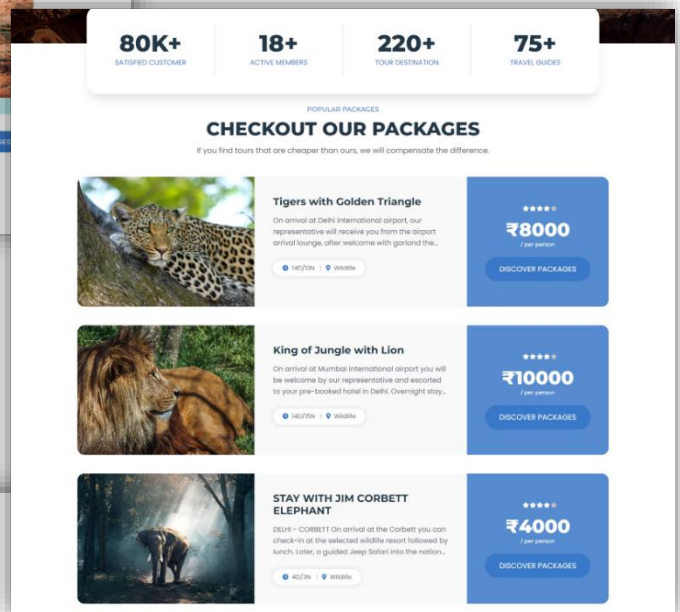 80K+
SATISFIED CUSTOMER
18+
ACTIVE MEMBERS
220+
TOUR DESTINATION
75+
TRAVEL GUIDES
POPULAR PACKAGES
CHECKOUT OUR PACKAGES
If you find tours that are cheaper than ours, we will compensate the difference.
Tigers with Golden Triangle
On arrival at Delhi international airport, our
representative will receive you from the airport
arrival lounge, after welcome with garland the...
14D/13N | Wildlife
₹8000
/ per person
DISCOVER PACKAGES
King of Jungle with Lion
On arrival at Mumbai International airport you will
be welcome by our representative and escorted
to your pre-booked hotel in Delhi. Overnight stay...
14D/15N | Wildlife
₹10000
/ per person
DISCOVER PACKAGES
STAY WITH JIM CORBETT
ELEPHANT
DELHI - CORBETT On arrival at the Corbett you can
check-in at the selected wildlife resort followed by
lunch. Later, a guided Jeep Safari into the nation...
4D/3N | Wildlife
₹4000
/ per person
DISCOVER PACKAGES